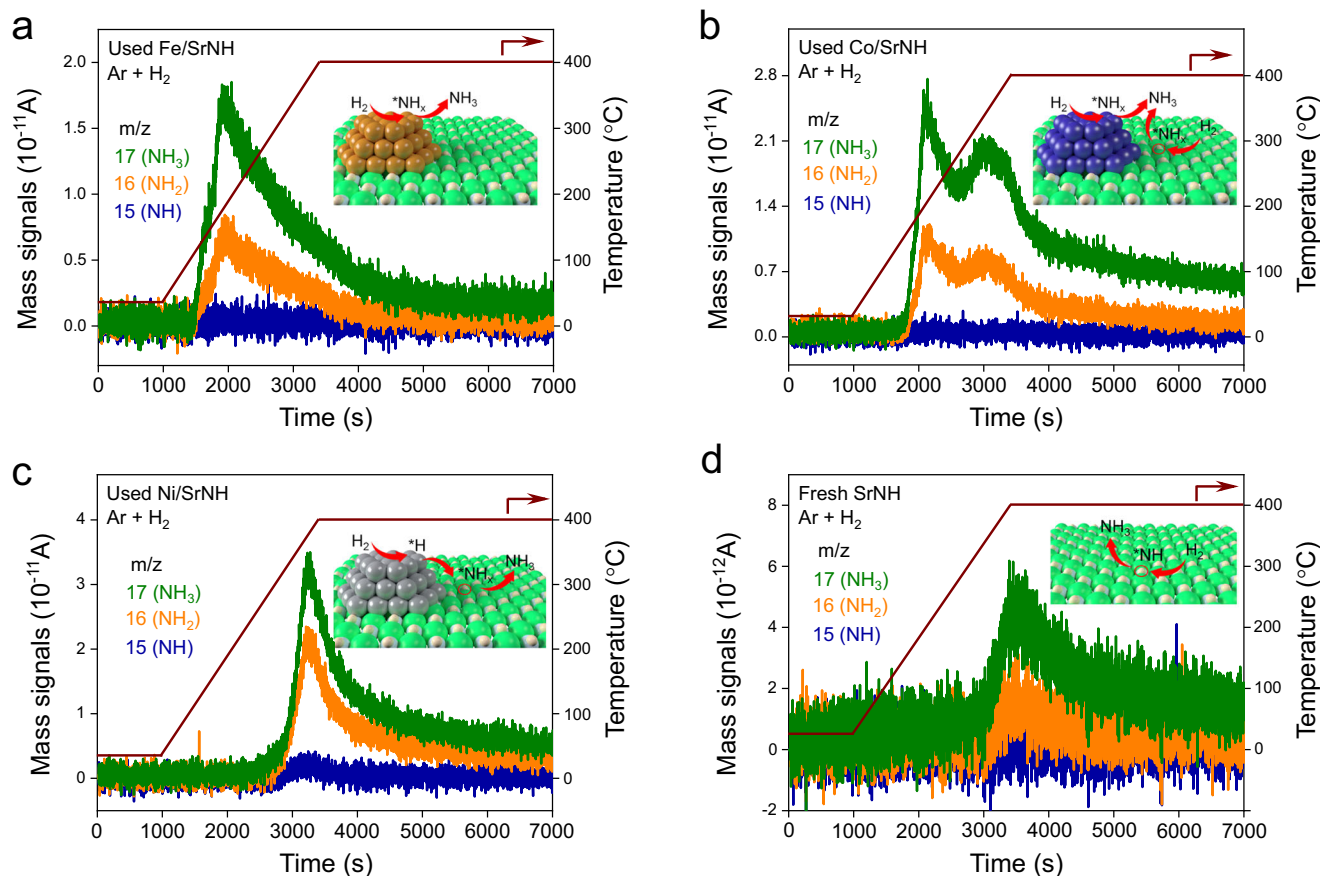 a
Used Fe/SrNH
Ar + H₂
m/z
17 (NH₃)
16 (NH₂)
15 (NH)
H₂ *NHₓ NH₃
Mass signals (10⁻¹¹A)
2.0
1.5
1.0
0.5
0.0
Temperature (°C)
400
300
200
100
0
0 1000 2000 3000 4000 5000 6000 7000
Time (s)
b
Used Co/SrNH
Ar + H₂
m/z
17 (NH₃)
16 (NH₂)
15 (NH)
H₂ *NHₓ NH₃
*NHₓ H₂
Mass signals (10⁻¹¹A)
2.8
2.1
1.4
0.7
0.0
Temperature (°C)
400
300
200
100
0
0 1000 2000 3000 4000 5000 6000 7000
Time (s)
c
Used Ni/SrNH
Ar + H₂
m/z
17 (NH₃)
16 (NH₂)
15 (NH)
H₂ *H
*NHₓ NH₃
Mass signals (10⁻¹¹A)
4
3
2
1
0
Temperature (°C)
400
300
200
100
0
0 1000 2000 3000 4000 5000 6000 7000
Time (s)
d
Fresh SrNH
Ar + H₂
m/z
17 (NH₃)
16 (NH₂)
15 (NH)
NH₃
*NH H₂
Mass signals (10⁻¹²A)
8
6
4
2
0
-2
Temperature (°C)
400
300
200
100
0
0 1000 2000 3000 4000 5000 6000 7000
Time (s)